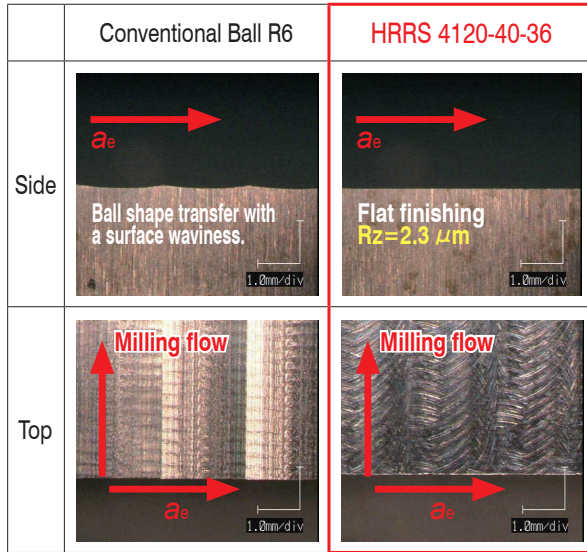 Conventional Ball R6
HRRS 4120-40-36
Side
ae
Ball shape transfer with
a surface waviness.
1.0mm/div
ae
Flat finishing
Rz=2.3 μm
1.0mm/div
Top
Milling flow
ae
1.0mm/div
Milling flow
ae
1.0mm/div